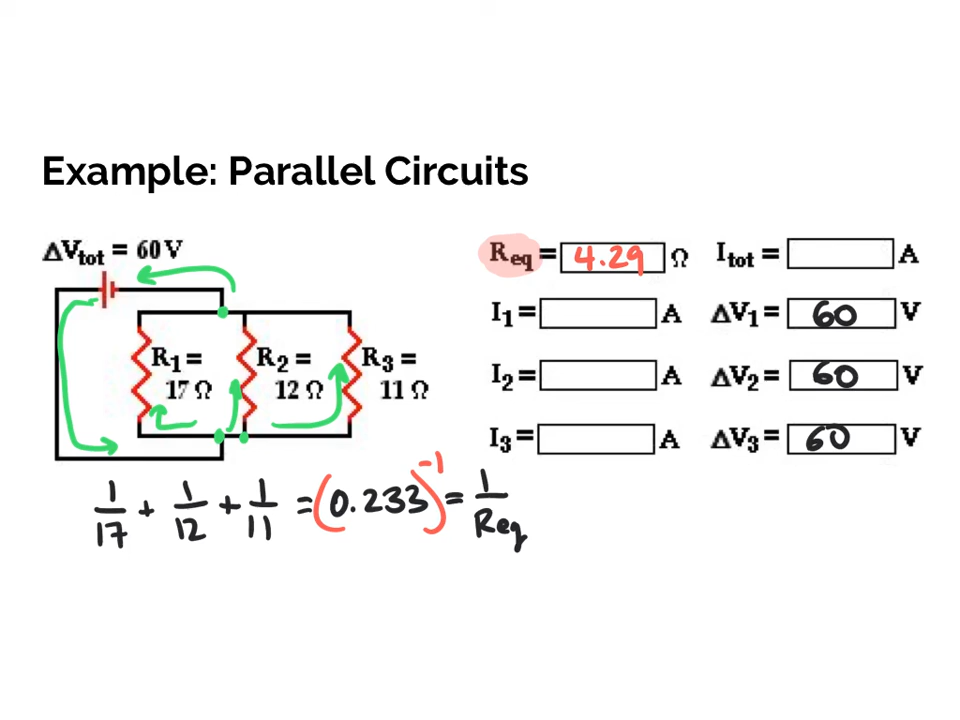 Example: Parallel Circuits
ΔVtot = 60 V
R1 = 17 Ω
R2 = 12 Ω
R3 = 11 Ω
Req = 4.29 Ω Itot = A
I1 = A ΔV1 = 60 V
I2 = A ΔV2 = 60 V
I3 = A ΔV3 = 60 V
1/17 + 1/12 + 1/11 = (0.233)^-1 = 1/Req